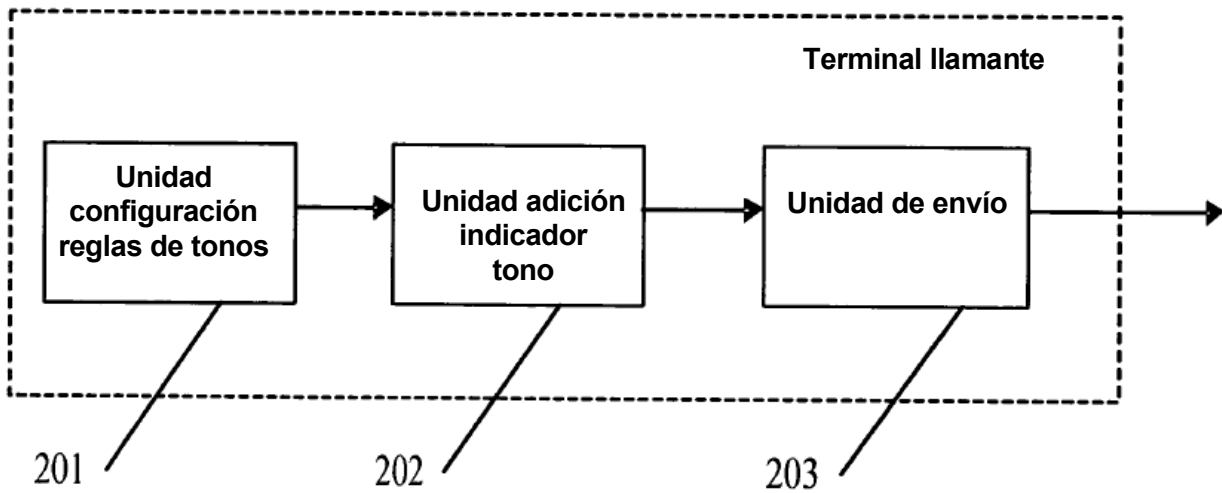 Terminal llamante
Unidad
configuración
reglas de tonos
Unidad adición
indicador
tono
Unidad de envío
201
202
203